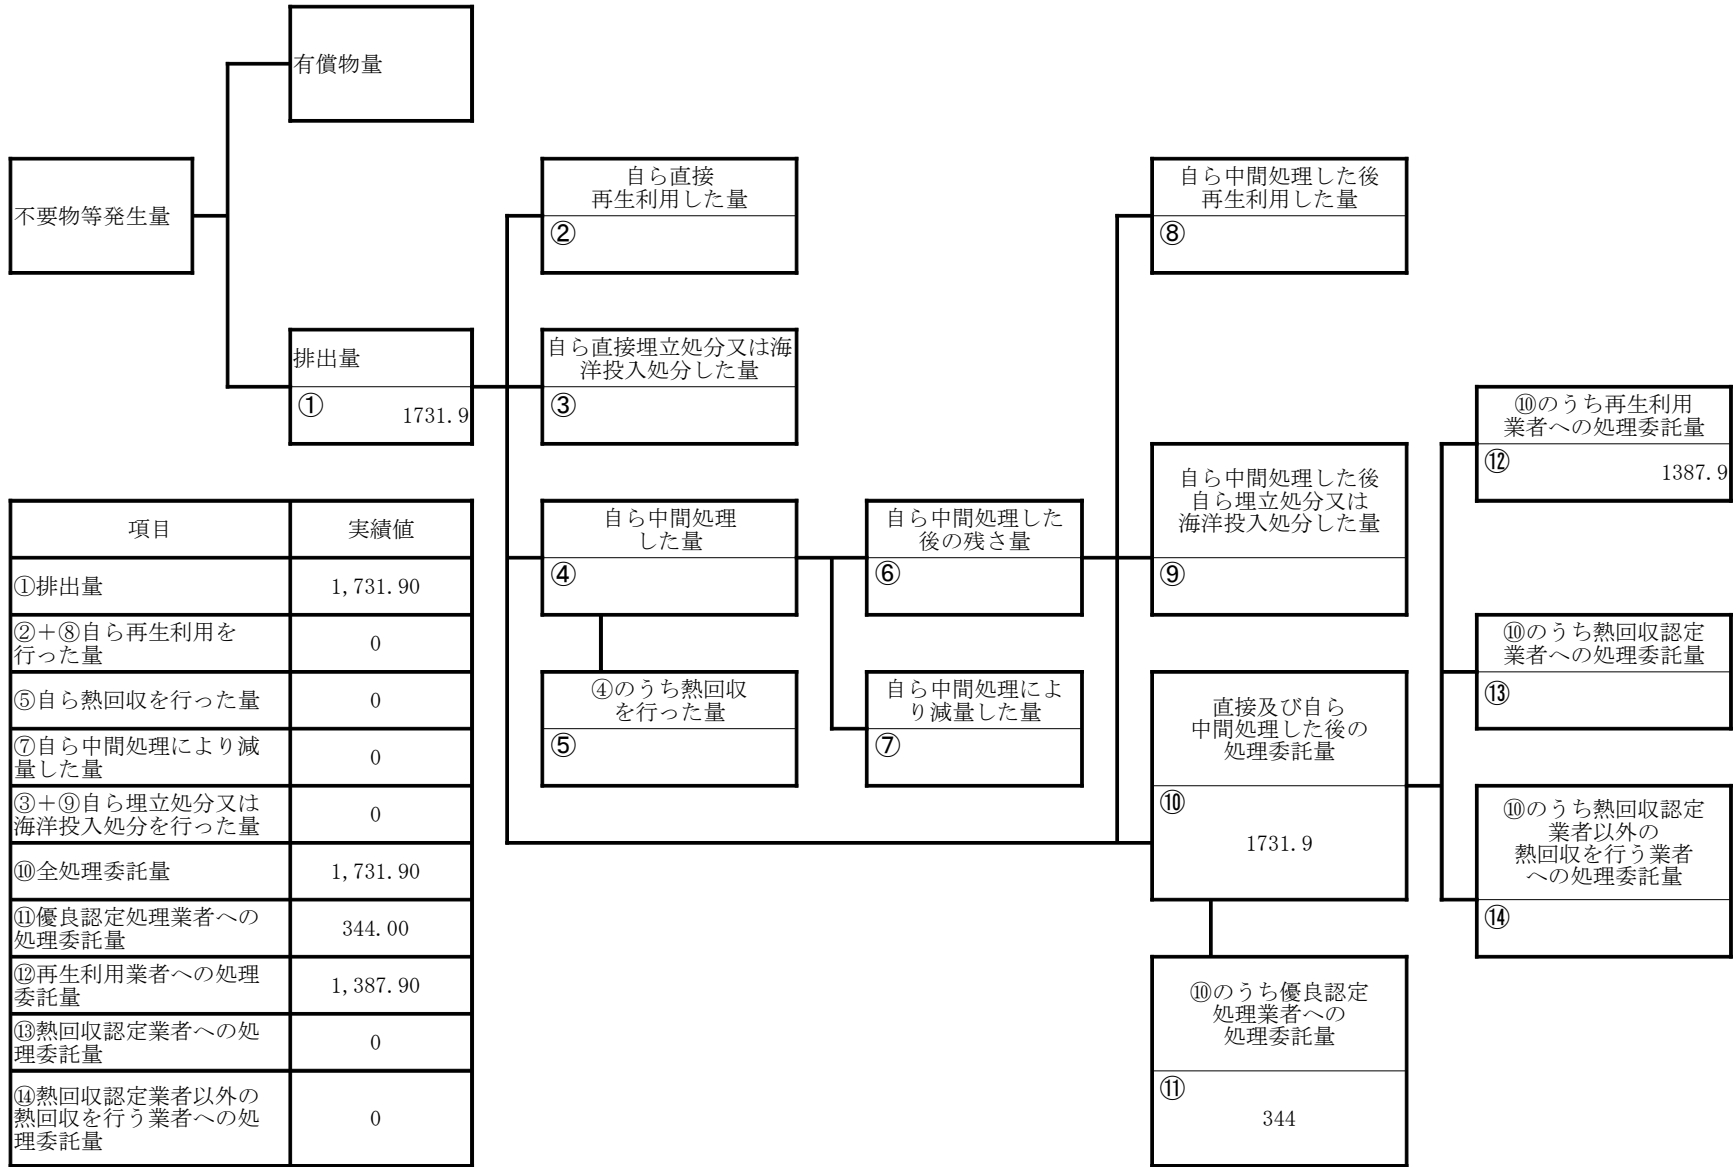 有償物量
不要物等発生量
排出量
①
1731.9
自ら直接
再生利用した量
②
自ら直接埋立処分又は海
洋投入処分した量
③
自ら中間処理
した量
④
④のうち熱回収
を行った量
⑤
自ら中間処理した
後の残さ量
⑥
自ら中間処理によ
り減量した量
⑦
自ら中間処理した後
再生利用した量
⑧
自ら中間処理した後
自ら埋立処分又は
海洋投入処分した量
⑨
直接及び自ら
中間処理した後の
処理委託量
⑩
1731.9
⑩のうち優良認定
処理業者への
処理委託量
⑪
344
⑩のうち再生利用
業者への処理委託量
⑫
1387.9
⑩のうち熱回収認定
業者への処理委託量
⑬
⑩のうち熱回収認定
業者以外の
熱回収を行う業者
への処理委託量
⑭
項目 実績値
①排出量 1,731.90
②＋⑧自ら再生利用を
行った量 0
⑤自ら熱回収を行った量 0
⑦自ら中間処理により減
量した量 0
③＋⑨自ら埋立処分又は
海洋投入処分を行った量 0
⑩全処理委託量 1,731.90
⑪優良認定処理業者への
処理委託量 344.00
⑫再生利用業者への処理
委託量 1,387.90
⑬熱回収認定業者への処
理委託量 0
⑭熱回収認定業者以外の
熱回収を行う業者への処
理委託量 0